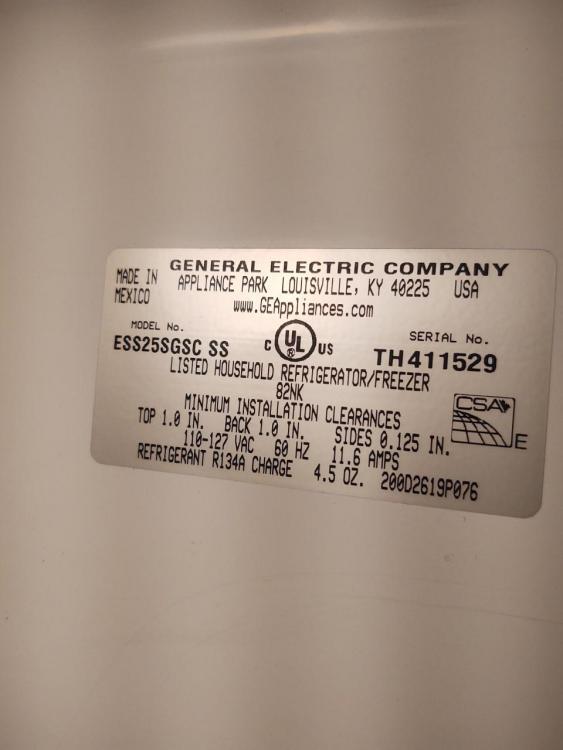 GENERAL ELECTRIC COMPANY
MADE IN
MEXICO
APPLIANCE PARK LOUISVILLE, KY 40225 USA
www.GEAppliances.com
MODEL No.
ESS25SGSC SS
C UL ® US
SERIAL No.
TH411529
LISTED HOUSEHOLD REFRIGERATOR/FREEZER
82NK
MINIMUM INSTALLATION CLEARANCES
TOP 1.0 IN. BACK 1.0 IN. SIDES 0.125 IN.
110-127 VAC 60 HZ 11.6 AMPS
REFRIGERANT R134A CHARGE 4.5 OZ. 200D2619P076
CSA
E